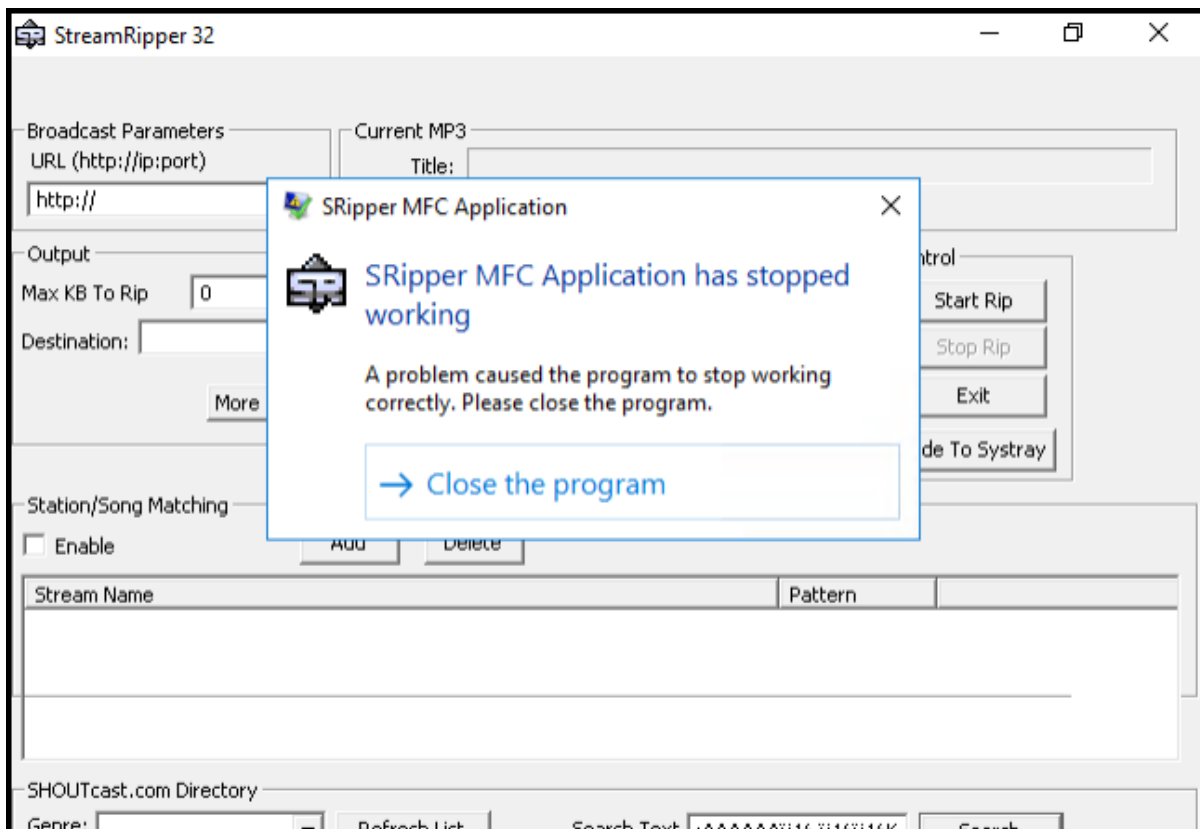 StreamRipper 32
Broadcast Parameters
Current MP3
URL (http://ip:port)
Title:
http://
SRipper MFC Application
Output
Max KB To Rip
0
Start Rip
SRipper MFC Application has stopped
working
Destination:
Stop Rip
A problem caused the program to stop working
correctly. Please close the program.
More
Exit
To Systray
Close the program
Station/Song Matching
Enable
Add
Delete
Stream Name
Pattern
SHOUTcast.com Directory
Genre:
Refresh List
Search Text
Search